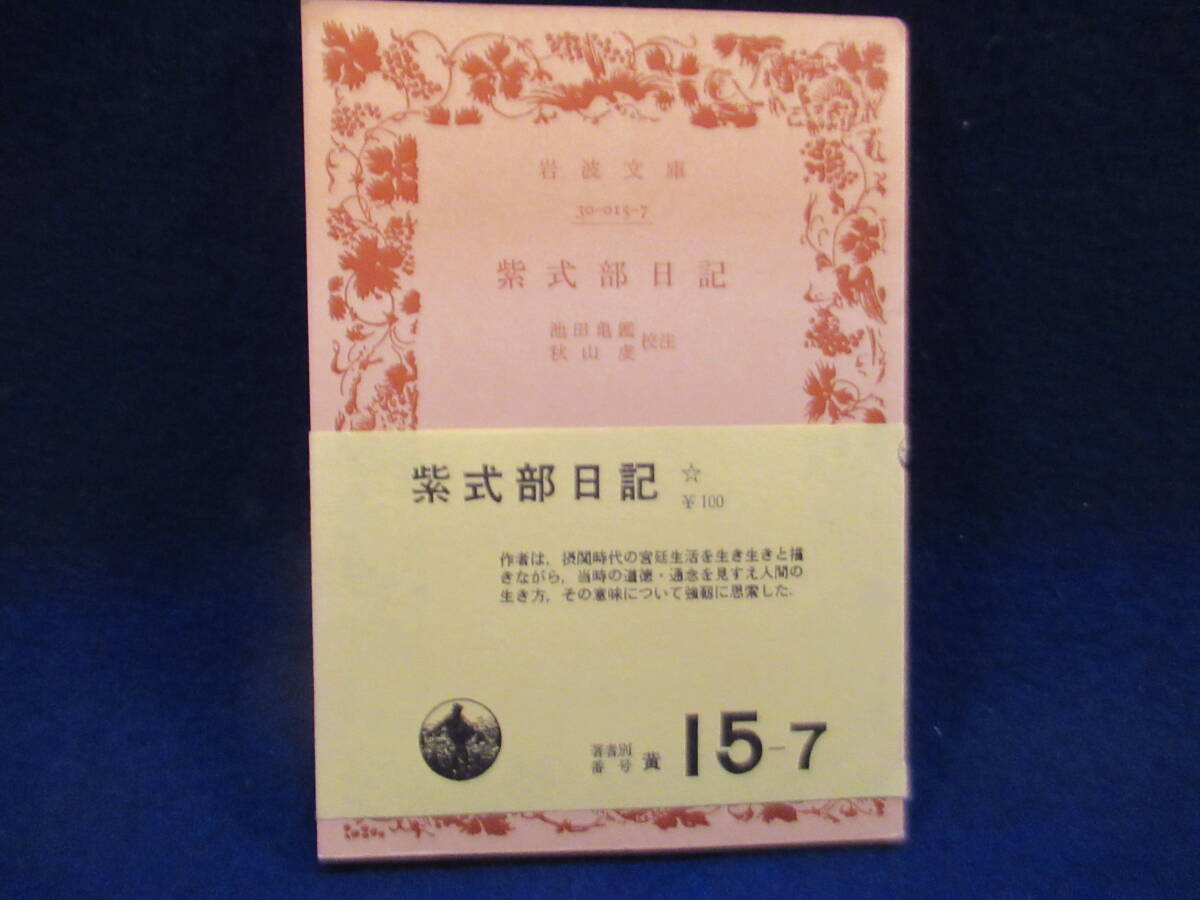 岩波文庫
30-015-7
紫式部日記
池田亀鑑
秋山虔
校注
紫式部日記 ☆
¥100
作者は，摂関時代の宮廷生活を生き生きと描
きながら，当時の道徳・通念を見すえ人間の
生き方，その意味について強靱に思索した．
著者別
番号
黄 15-7